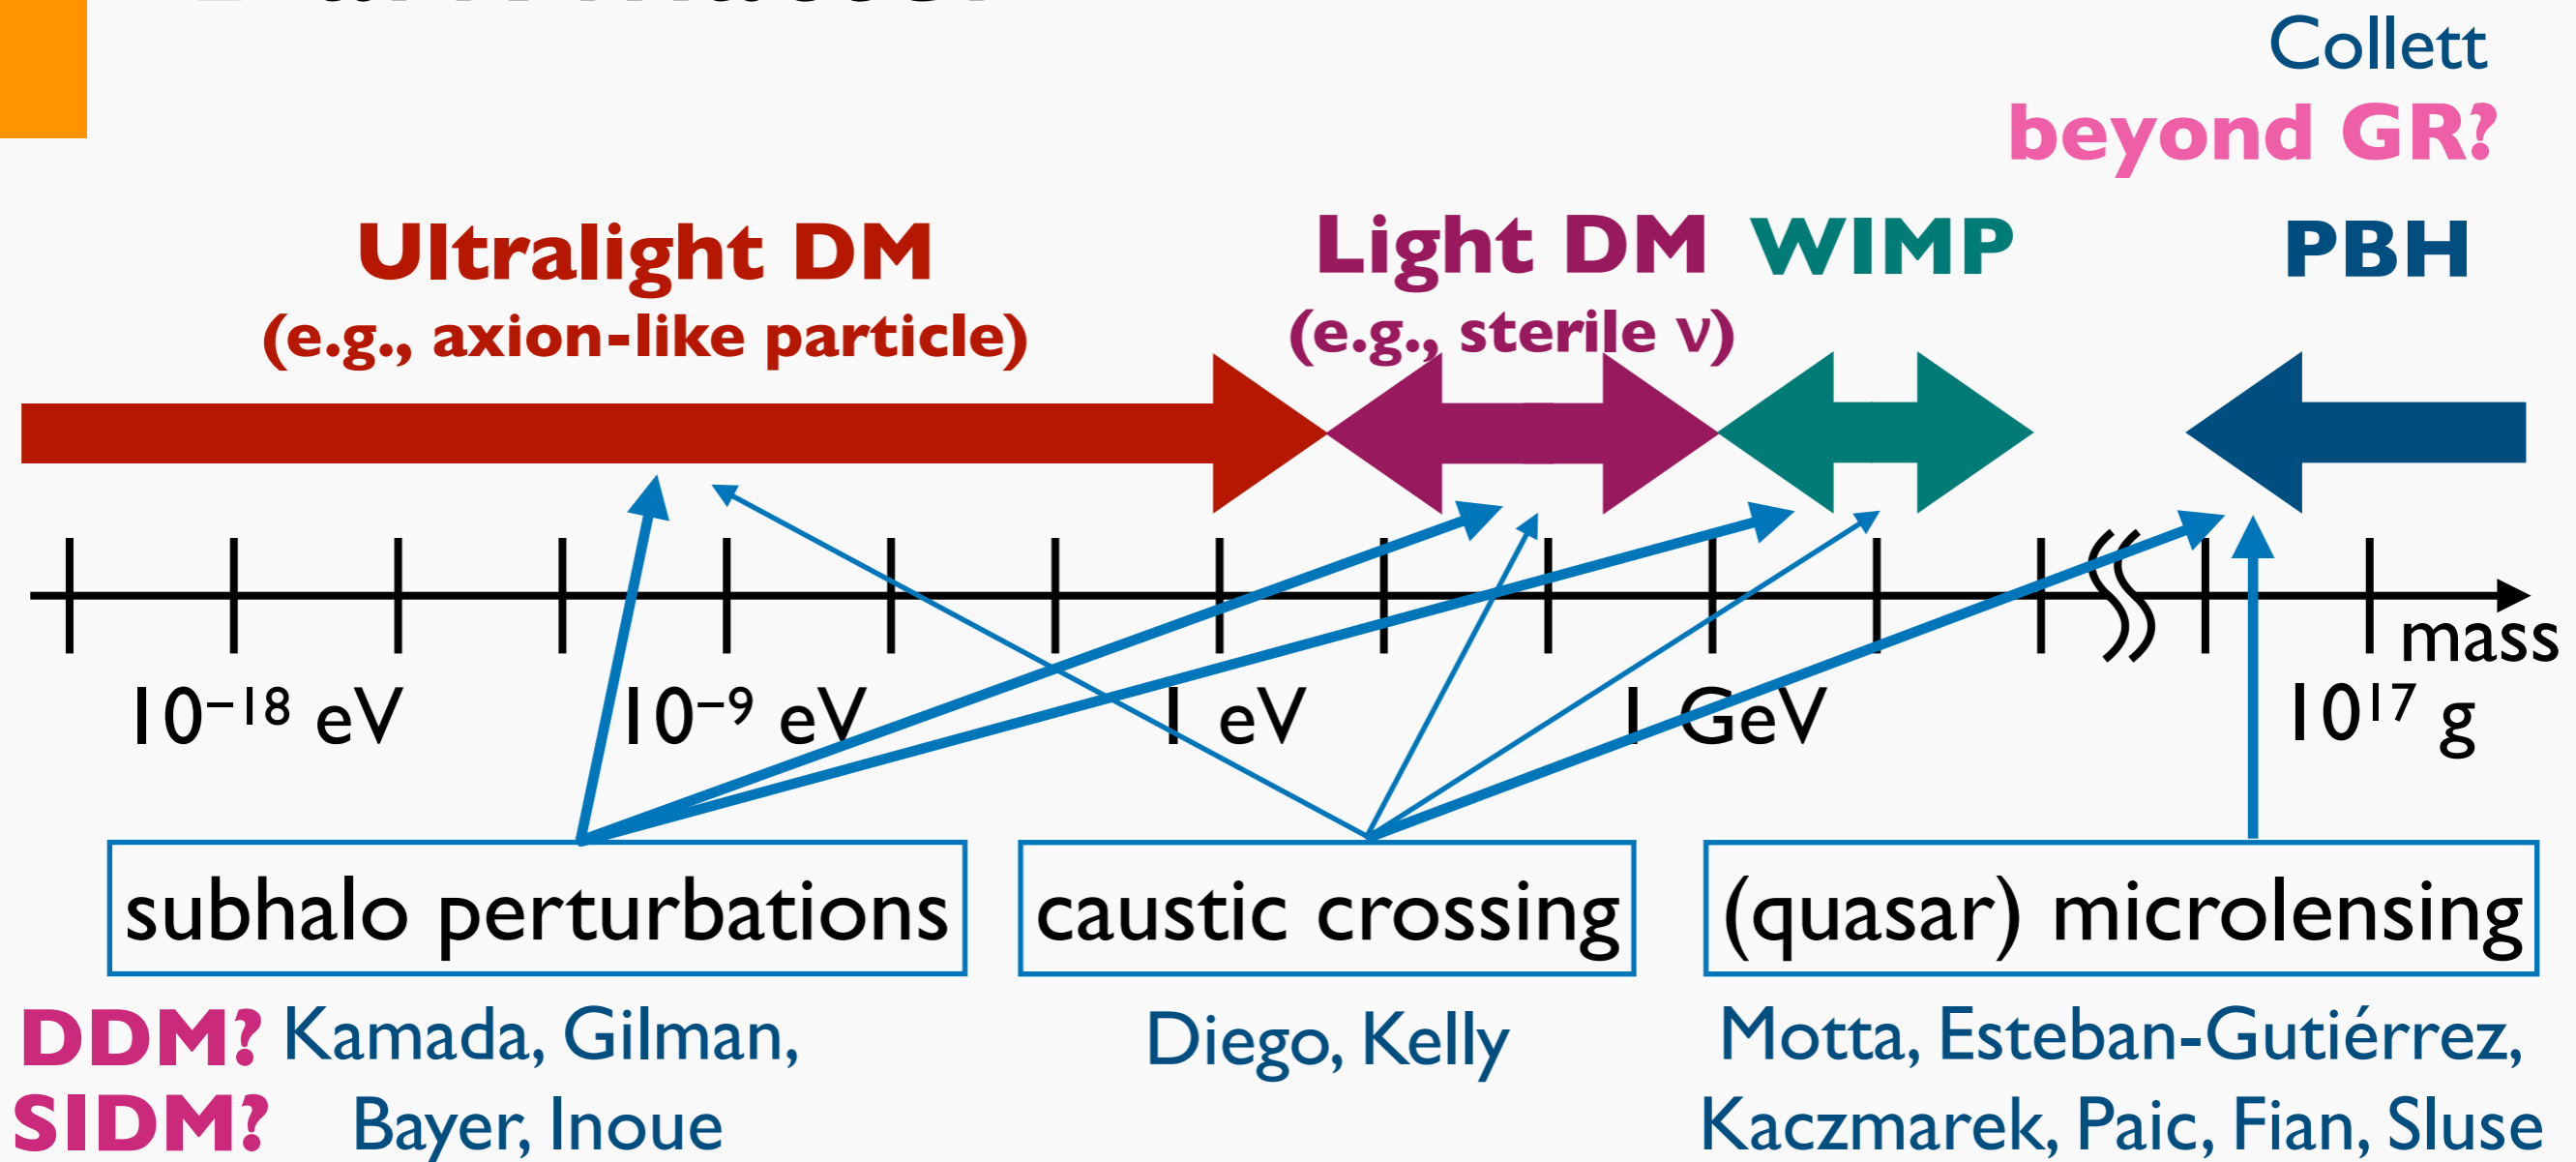 Collett
beyond GR?
Ultralight DM
(e.g., axion-like particle)
Light DM
(e.g., sterile ν)
WIMP
PBH
mass
10⁻¹⁸ eV
10⁻⁹ eV
1 eV
1 GeV
10¹⁷ g
subhalo perturbations
caustic crossing
(quasar) microlensing
DDM?
SIDM?
Kamada, Gilman,
Bayer, Inoue
Diego, Kelly
Motta, Esteban-Gutiérrez,
Kaczmarek, Paic, Fian, Sluse